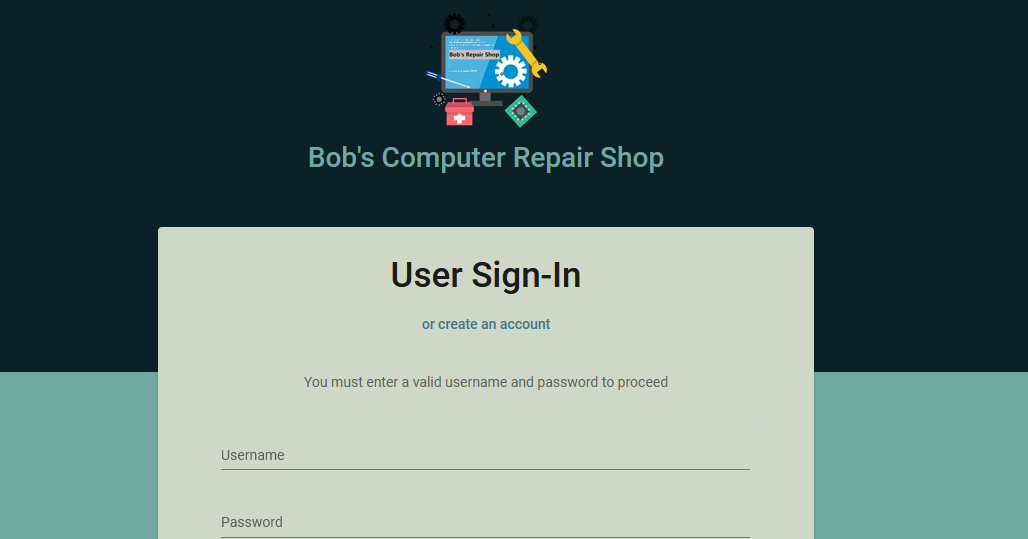 Bob's Repair Shop
Bob's Computer Repair Shop
User Sign-In
or create an account
You must enter a valid username and password to proceed
Username
Password